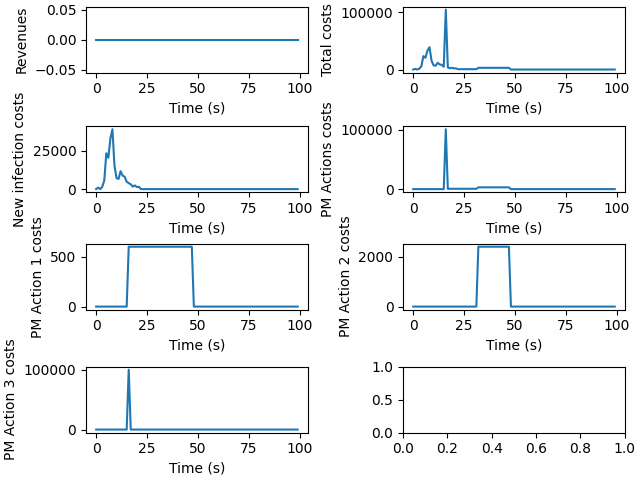 Revenues
0.05
0.00
−0.05
0 25 50 75 100
Time (s)
Total costs
100000
0
0 25 50 75 100
Time (s)
New infection costs
25000
0
0 25 50 75 100
Time (s)
PM Actions costs
100000
0
0 25 50 75 100
Time (s)
PM Action 1 costs
500
0
0 25 50 75 100
Time (s)
PM Action 2 costs
2000
0
0 25 50 75 100
Time (s)
PM Action 3 costs
100000
0
0 25 50 75 100
Time (s)
1.0
0.5
0.0
0.0 0.2 0.4 0.6 0.8 1.0